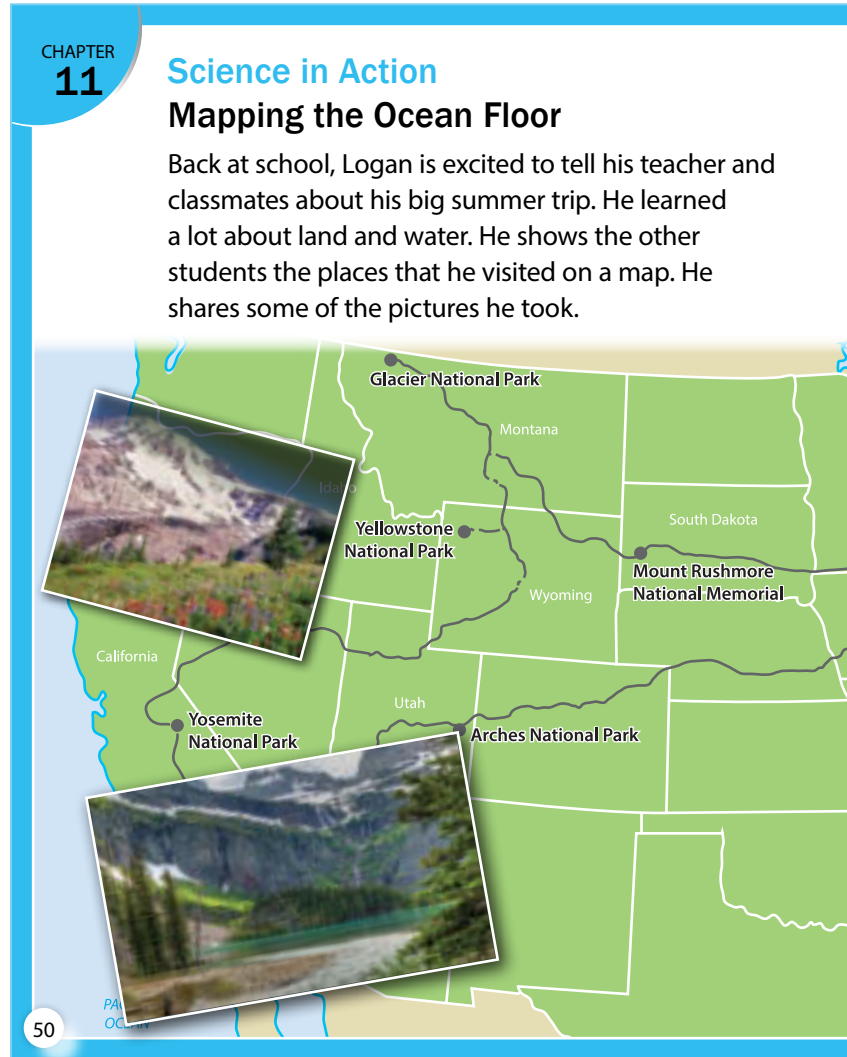 CHAPTER
11
Science in Action
Mapping the Ocean Floor
Back at school, Logan is excited to tell his teacher and
classmates about his big summer trip. He learned
a lot about land and water. He shows the other
students the places that he visited on a map. He
shares some of the pictures he took.
Glacier National Park
Montana
Idaho
South Dakota
Yellowstone
National Park
Mount Rushmore
National Memorial
Wyoming
California
Utah
Yosemite
National Park
Arches National Park
50